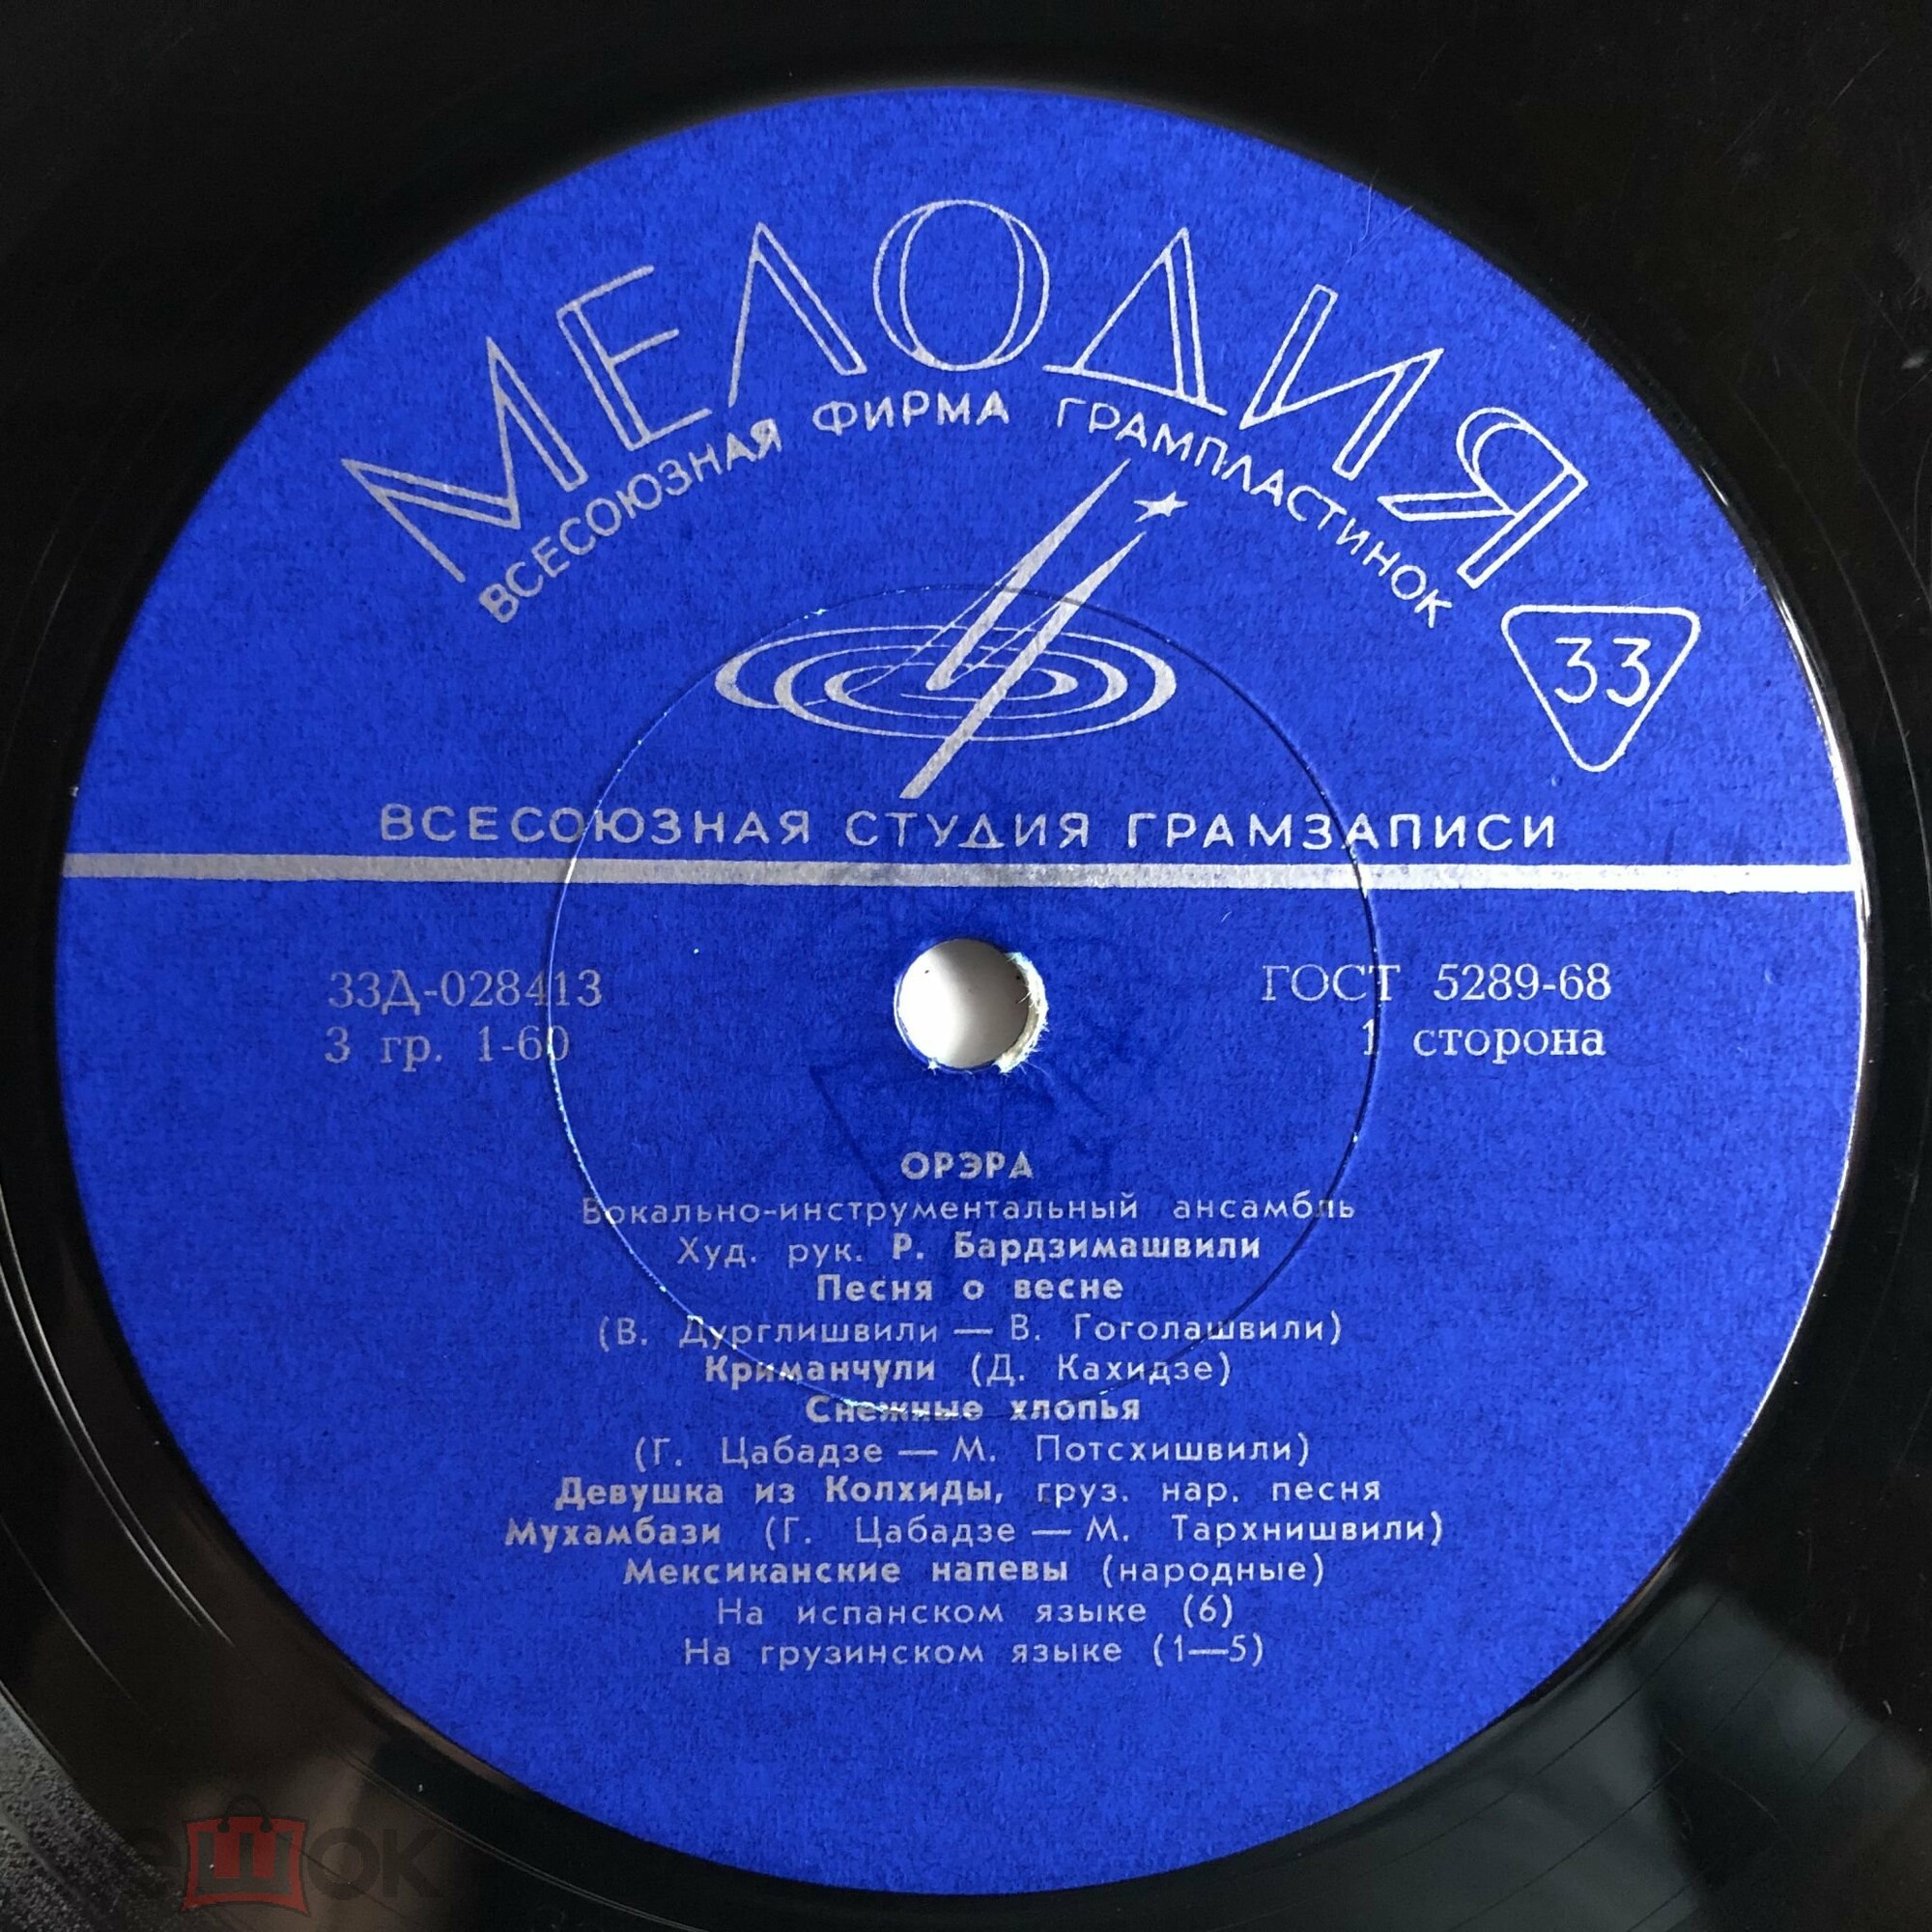 МЕЛОДИЯ
ВСЕСОЮЗНАЯ ФИРМА ГРАМПЛАСТИНОК
33
ВСЕСОЮЗНАЯ СТУДИЯ ГРАМЗАПИСИ
33Д-028413
3 гр. 1-60
ГОСТ 5289-68
1 сторона
ОРЭРА
Вокально-инструментальный ансамбль
Худ. рук. Р. Бардзимашвили
Песня о весне
(В. Дурглишвили — В. Гоголашвили)
Криманчули (Д. Кахидзе)
Снежные хлопья
(Г. Цабадзе — М. Потсхишвили)
Девушка из Колхиды, груз. нар. песня
Мухамбази (Г. Цабадзе — М. Тархнишвили)
Мексиканские напевы (народные)
На испанском языке (6)
На грузинском языке (1—5)